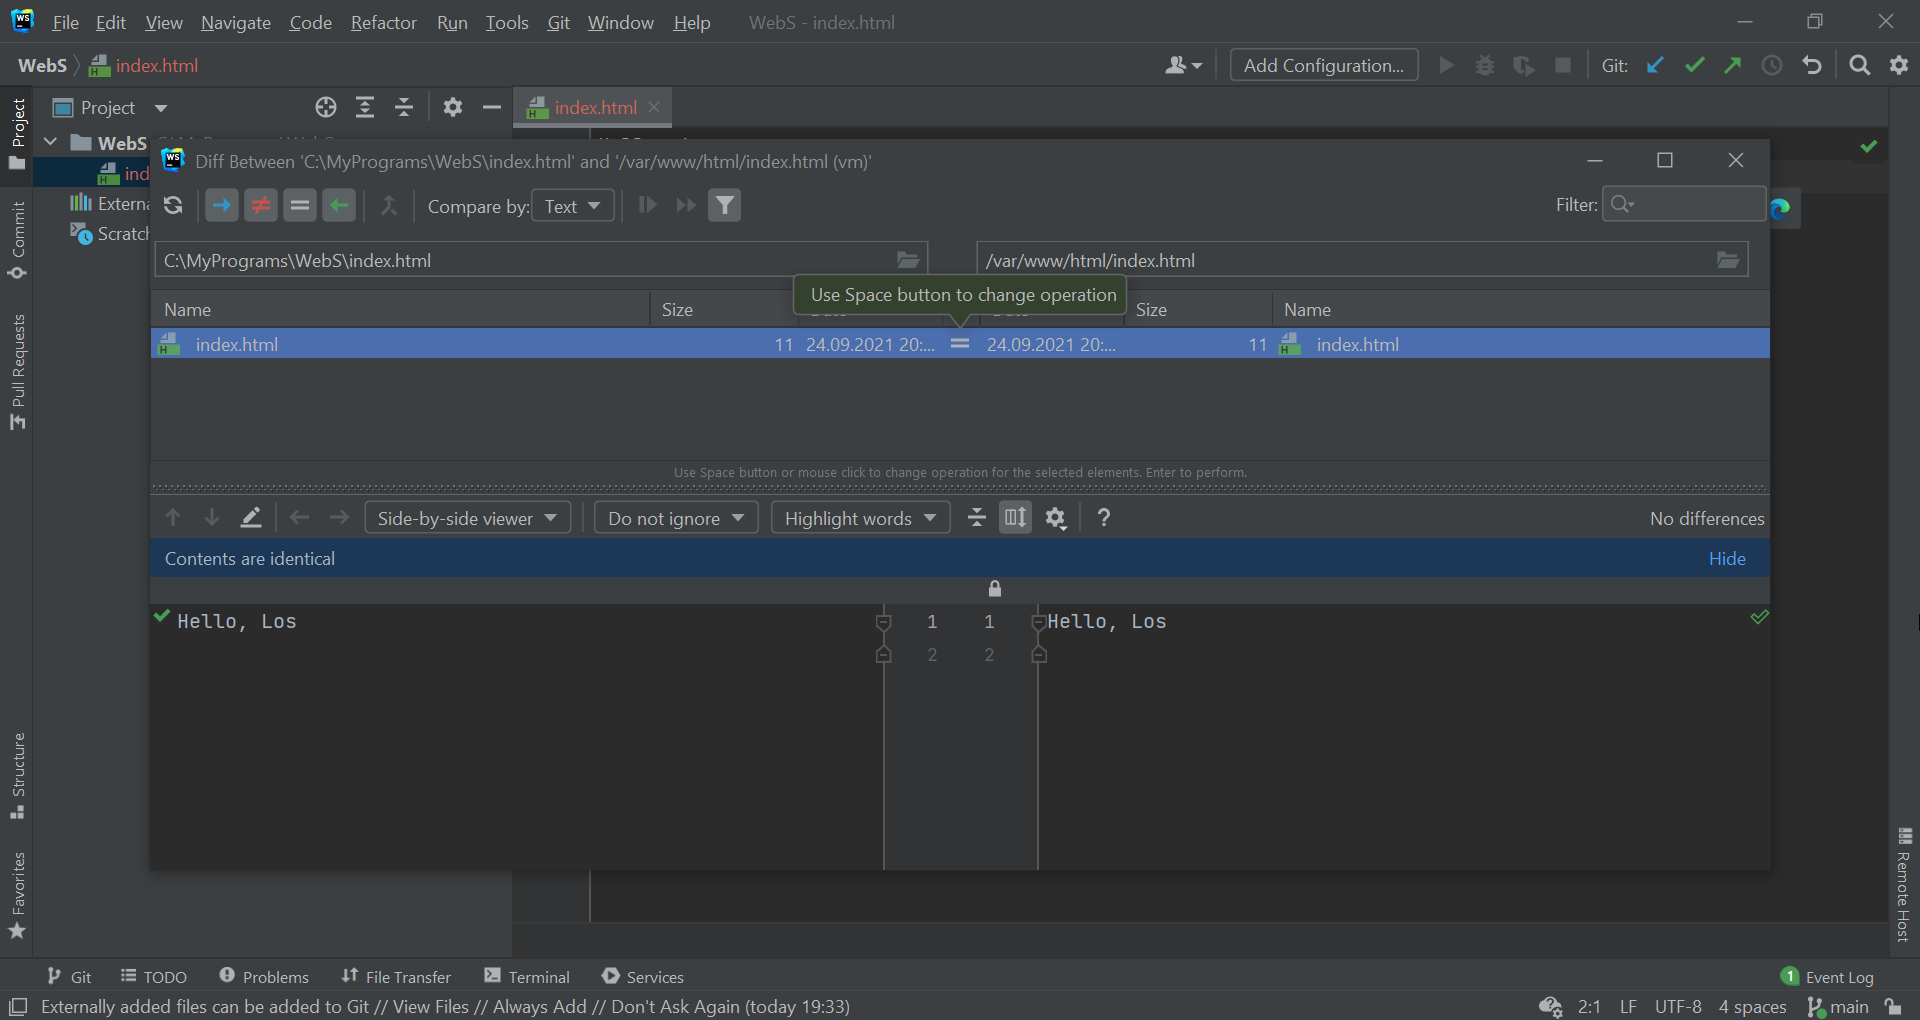 File Edit View Navigate Code Refactor Run Tools Git Window Help WebS - index.html
WebS index.html Add Configuration... Git:
Project index.html
WebS
ind
Externa
Scratch
Project
Commit
Pull Requests
Structure
Favorites
Diff Between 'C:\MyPrograms\WebS\index.html' and '/var/www/html/index.html (vm)'
Compare by: Text Filter:
C:\MyPrograms\WebS\index.html /var/www/html/index.html
Use Space button to change operation
Name Size Size Name
index.html 11 24.09.2021 20:... = 24.09.2021 20:... 11 index.html
Use Space button or mouse click to change operation for the selected elements. Enter to perform.
Side-by-side viewer Do not ignore Highlight words ? No differences
Contents are identical Hide
Hello, Los 1 1 Hello, Los
2 2
Remote Host
Git TODO Problems File Transfer Terminal Services 1 Event Log
Externally added files can be added to Git // View Files // Always Add // Don't Ask Again (today 19:33) 2:1 LF UTF-8 4 spaces main